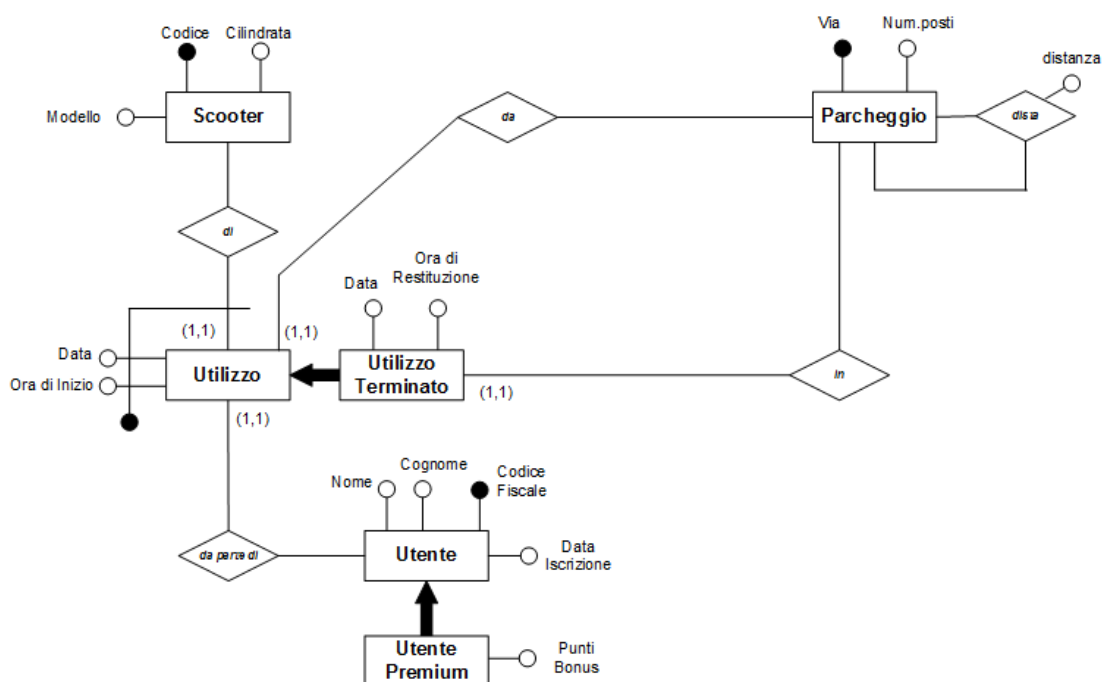 Codice
Cilindrata
Modello
Scooter
Via
Num.posti
distanza
Parcheggio
dista
da
di
Ora di
Restituzione
Data
(1,1)
(1,1)
Data
Ora di Inizio
Utilizzo
Utilizzo
Terminato
(1,1)
(1,1)
in
Nome
Cognome
Codice
Fiscale
da parte di
Utente
Data
Iscrizione
Utente
Premium
Punti
Bonus